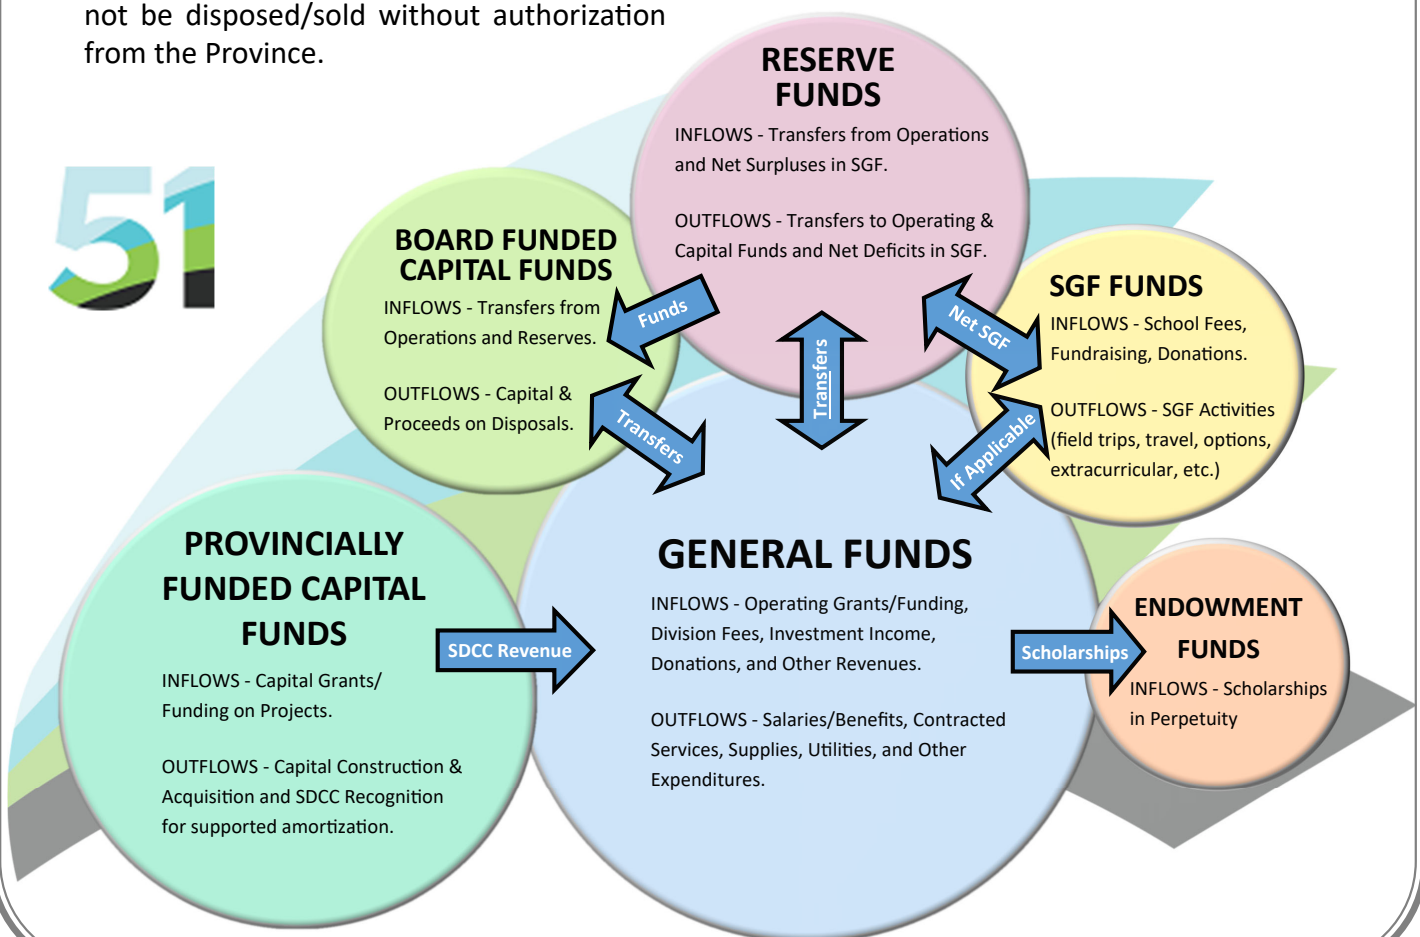 not be disposed/sold without authorization
from the Province.
51
RESERVE
FUNDS
INFLOWS - Transfers from Operations
and Net Surpluses in SGF.
OUTFLOWS - Transfers to Operating &
Capital Funds and Net Deficits in SGF.
BOARD FUNDED
CAPITAL FUNDS
INFLOWS - Transfers from
Operations and Reserves.
OUTFLOWS - Capital &
Proceeds on Disposals.
Funds
Transfers
Transfers
Net SGF
If Applicable
SGF FUNDS
INFLOWS - School Fees,
Fundraising, Donations.
OUTFLOWS - SGF Activities
(field trips, travel, options,
extracurricular, etc.)
PROVINCIALLY
FUNDED CAPITAL
FUNDS
INFLOWS - Capital Grants/
Funding on Projects.
OUTFLOWS - Capital Construction &
Acquisition and SDCC Recognition
for supported amortization.
SDCC Revenue
GENERAL FUNDS
INFLOWS - Operating Grants/Funding,
Division Fees, Investment Income,
Donations, and Other Revenues.
OUTFLOWS - Salaries/Benefits, Contracted
Services, Supplies, Utilities, and Other
Expenditures.
Scholarships
ENDOWMENT
FUNDS
INFLOWS - Scholarships
in Perpetuity